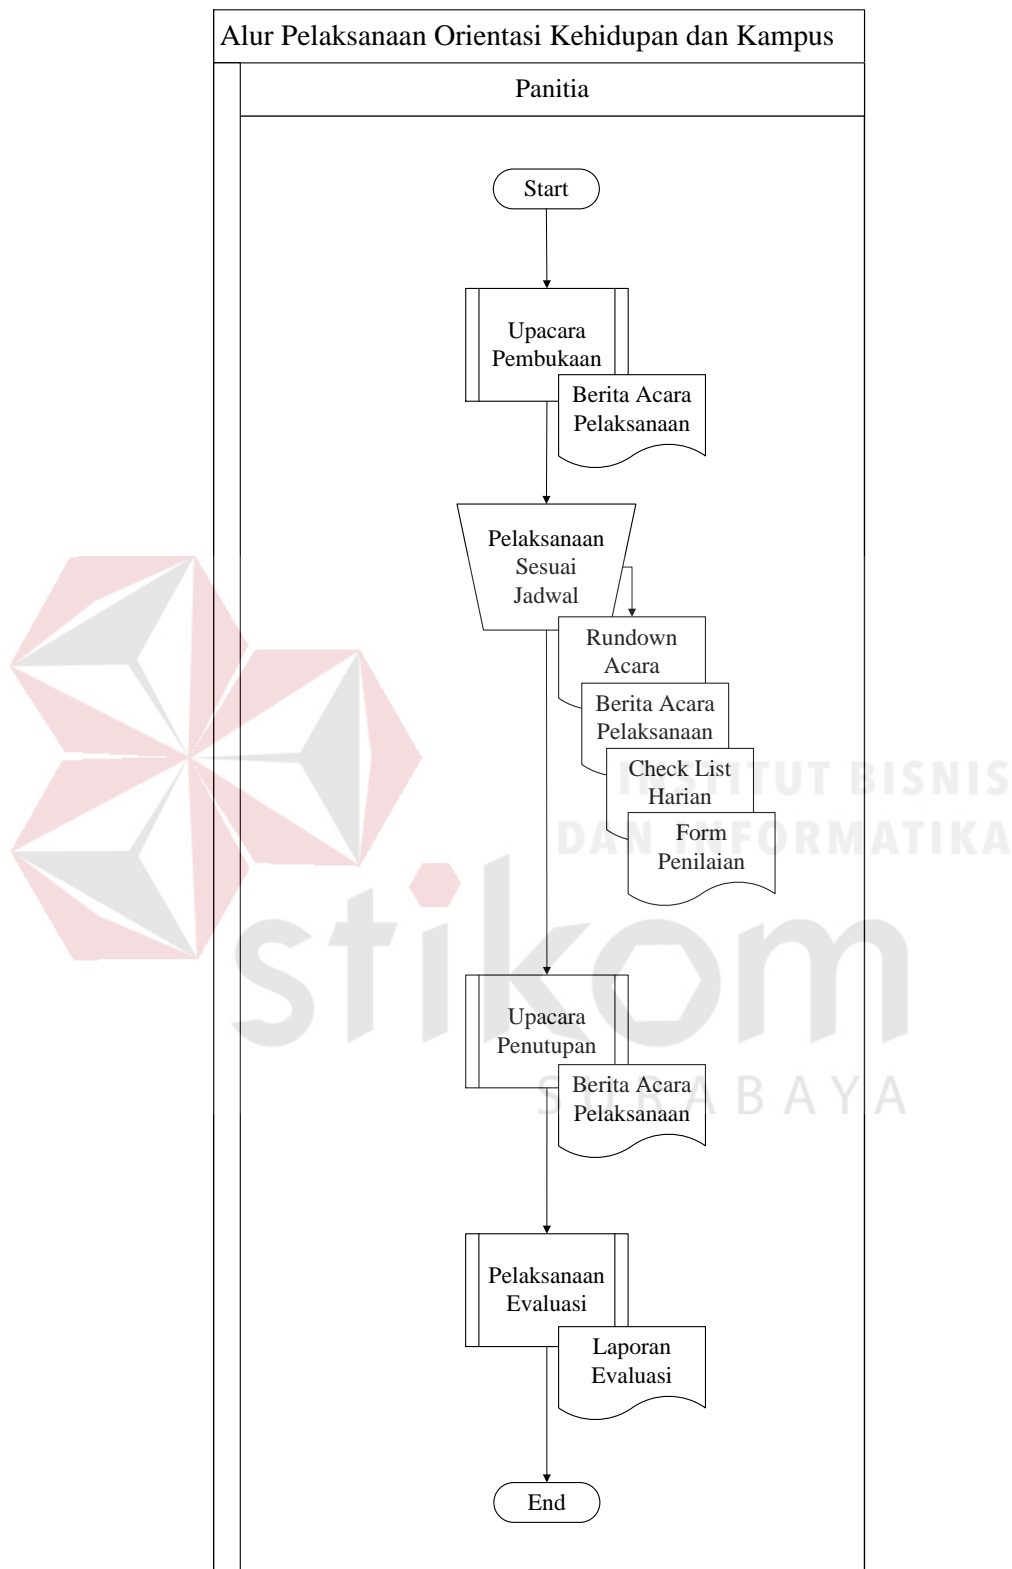 Alur Pelaksanaan Orientasi Kehidupan dan Kampus
Panitia
Start
Upacara
Pembukaan
Berita Acara
Pelaksanaan
Pelaksanaan
Sesuai
Jadwal
Rundown
Acara
Berita Acara
Pelaksanaan
Check List
Harian
Form
Penilaian
INSTITUT BISNIS
DAN INFORMATIKA
stikom
SURABAYA
Upacara
Penutupan
Berita Acara
Pelaksanaan
Pelaksanaan
Evaluasi
Laporan
Evaluasi
End